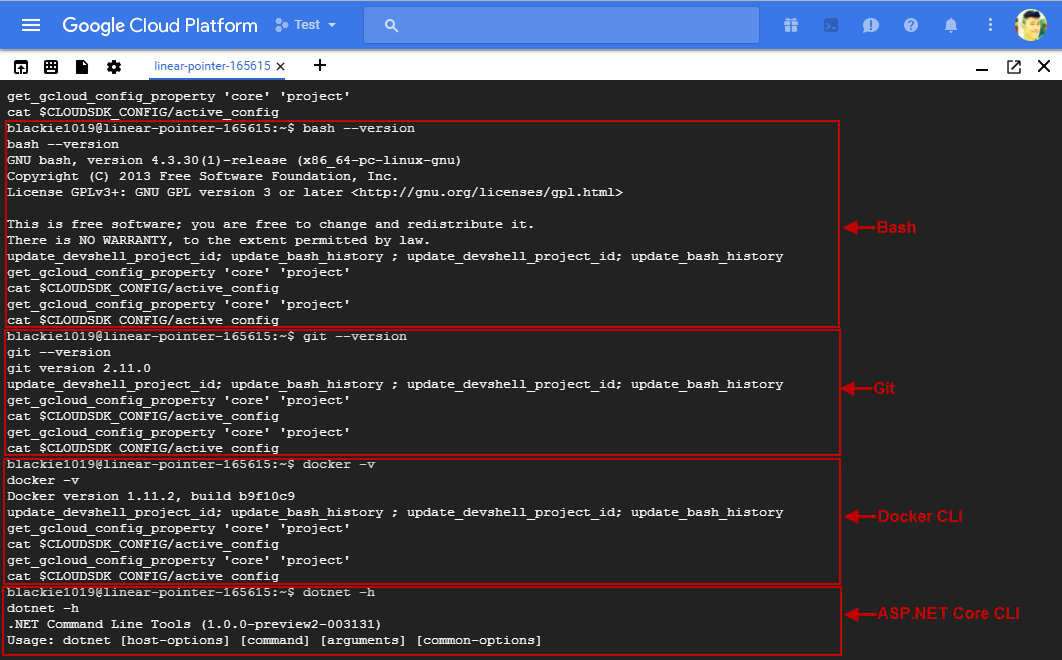 Google Cloud Platform Test
linear-pointer-165615
get_gcloud_config_property 'core' 'project'
cat $CLOUDSDK_CONFIG/active_config
blackie1019@linear-pointer-165615:~$ bash --version
bash --version
GNU bash, version 4.3.30(1)-release (x86_64-pc-linux-gnu)
Copyright (C) 2013 Free Software Foundation, Inc.
License GPLv3+: GNU GPL version 3 or later <http://gnu.org/licenses/gpl.html>
This is free software; you are free to change and redistribute it.
There is NO WARRANTY, to the extent permitted by law.
update_devshell_project_id; update_bash_history ; update_devshell_project_id; update_bash_history
get_gcloud_config_property 'core' 'project'
cat $CLOUDSDK_CONFIG/active_config
get_gcloud_config_property 'core' 'project'
cat $CLOUDSDK_CONFIG/active_config
Bash
blackie1019@linear-pointer-165615:~$ git --version
git --version
git version 2.11.0
update_devshell_project_id; update_bash_history ; update_devshell_project_id; update_bash_history
get_gcloud_config_property 'core' 'project'
cat $CLOUDSDK_CONFIG/active_config
get_gcloud_config_property 'core' 'project'
cat $CLOUDSDK_CONFIG/active_config
Git
blackie1019@linear-pointer-165615:~$ docker -v
docker -v
Docker version 1.11.2, build b9f10c9
update_devshell_project_id; update_bash_history ; update_devshell_project_id; update_bash_history
get_gcloud_config_property 'core' 'project'
cat $CLOUDSDK_CONFIG/active_config
get_gcloud_config_property 'core' 'project'
cat $CLOUDSDK_CONFIG/active_config
Docker CLI
blackie1019@linear-pointer-165615:~$ dotnet -h
dotnet -h
.NET Command Line Tools (1.0.0-preview2-003131)
Usage: dotnet [host-options] [command] [arguments] [common-options]
ASP.NET Core CLI